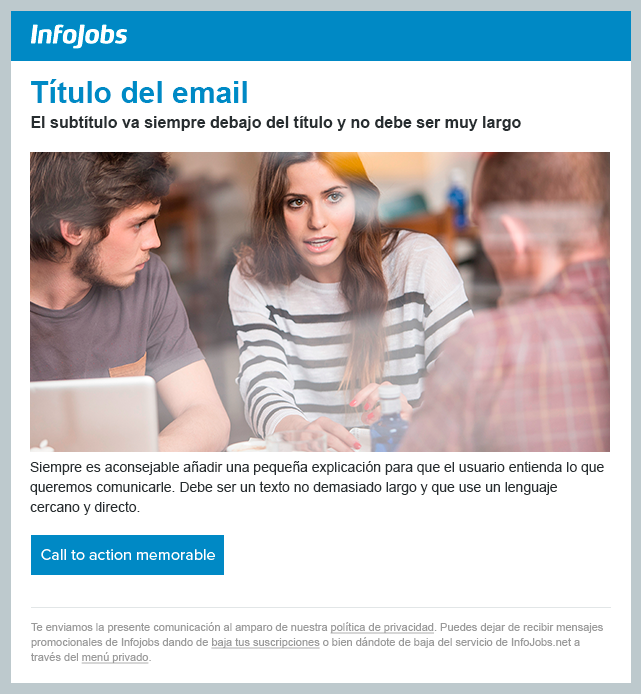 InfoJobs
Título del email
El subtítulo va siempre debajo del título y no debe ser muy largo
Siempre es aconsejable añadir una pequeña explicación para que el usuario entienda lo que
queremos comunicarle. Debe ser un texto no demasiado largo y que use un lenguaje
cercano y directo.
Call to action memorable
Te enviamos la presente comunicación al amparo de nuestra política de privacidad. Puedes dejar de recibir mensajes
promocionales de Infojobs dando de baja tus suscripciones o bien dándote de baja del servicio de InfoJobs.net a
través del menú privado.